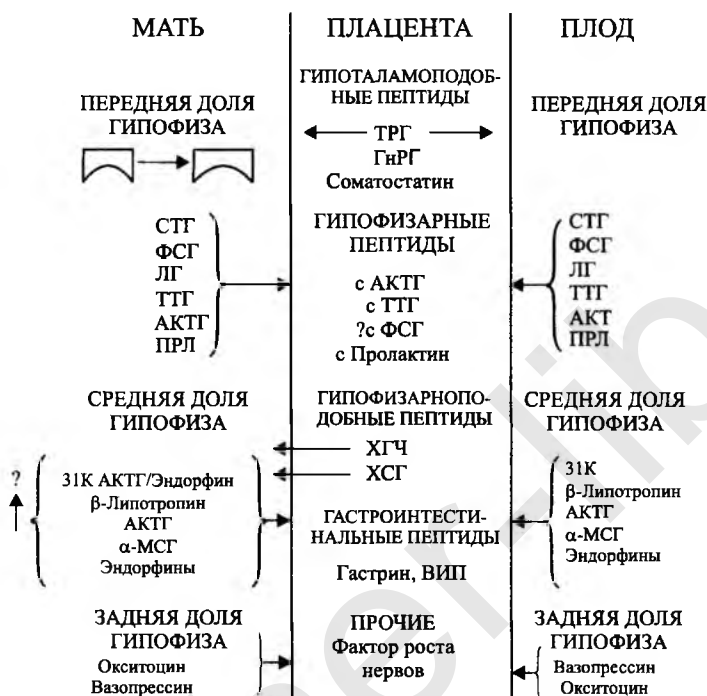 МАТЬ
ПЕРЕДНЯЯ ДОЛЯ
ГИПОФИЗА
СТГ
ФСГ
ЛГ
ТТГ
АКТГ
ПРЛ
СРЕДНЯЯ ДОЛЯ
ГИПОФИЗА
?
31К АКТГ/Эндорфин
β-Липотропин
АКТГ
α-МСГ
Эндорфины
ЗАДНЯЯ ДОЛЯ
ГИПОФИЗА
Окситоцин
Вазопрессин
ПЛАЦЕНТА
ГИПОТАЛАМОПОДОБ-
НЫЕ ПЕПТИДЫ
ТРГ
ГнРГ
Соматостатин
ГИПОФИЗАРНЫЕ
ПЕПТИДЫ
с АКТГ
с ТТГ
?с ФСГ
с Пролактин
ГИПОФИЗАРНОПО-
ДОБНЫЕ ПЕПТИДЫ
ХГЧ
ХСГ
ГАСТРОИНТЕСТИ-
НАЛЬНЫЕ ПЕПТИДЫ
Гастрин, ВИП
ПРОЧИЕ
Фактор роста
нервов
ПЛОД
ПЕРЕДНЯЯ ДОЛЯ
ГИПОФИЗА
СТГ
ФСГ
ЛГ
ТТГ
АКТ
ПРЛ
СРЕДНЯЯ ДОЛЯ
ГИПОФИЗА
31К
β-Липотропин
АКТГ
α-МСГ
Эндорфины
ЗАДНЯЯ ДОЛЯ
ГИПОФИЗА
Вазопрессин
Окситоцин